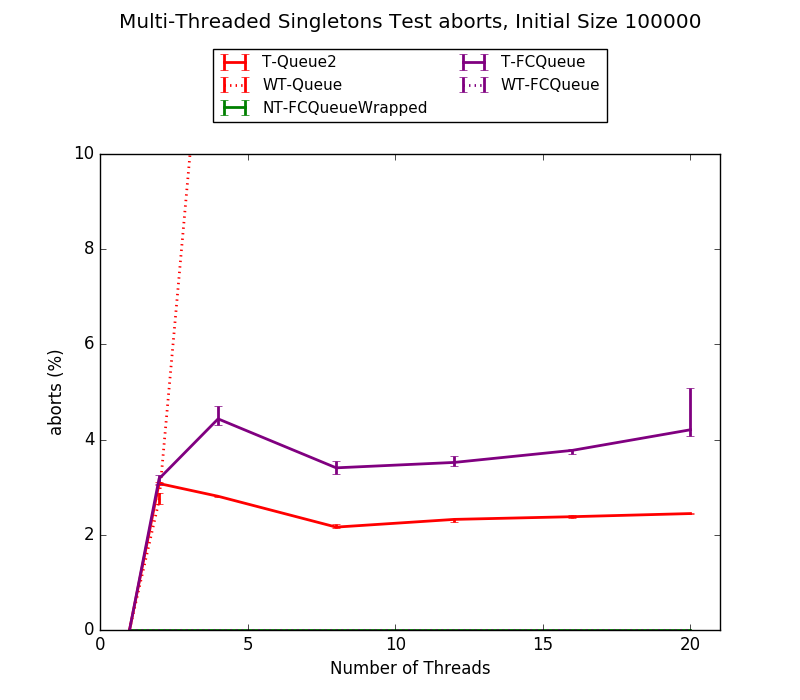 Multi-Threaded Singletons Test aborts, Initial Size 100000
T-Queue2
WT-Queue
NT-FCQueueWrapped
T-FCQueue
WT-FCQueue
10
8
6
4
2
0
aborts (%)
0 5 10 15 20
Number of Threads